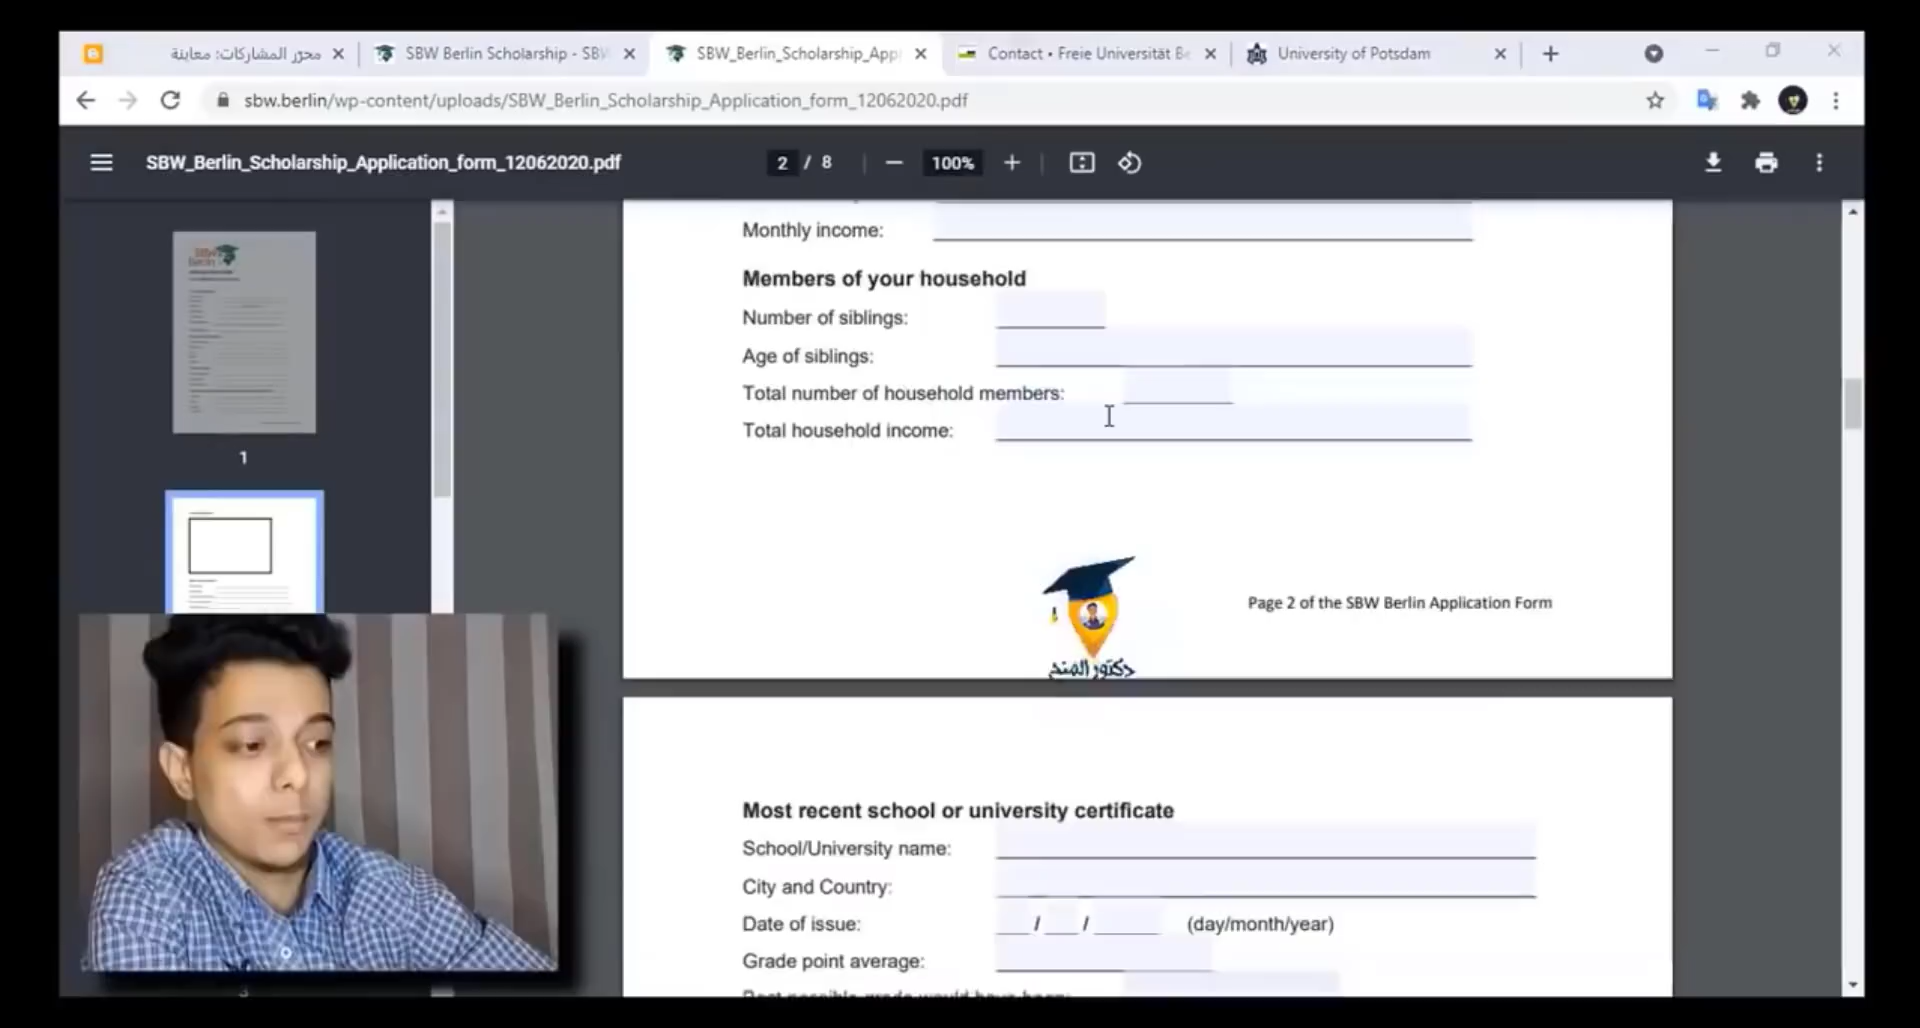 محرّر المشاركات: معاينة
SBW Berlin Scholarship - SBW
SBW_Berlin_Scholarship_App
Contact • Freie Universität Be
University of Potsdam
sbw.berlin/wp-content/uploads/SBW_Berlin_Scholarship_Application_form_12062020.pdf
SBW_Berlin_Scholarship_Application_form_12062020.pdf
2 / 8
100%
Monthly income:
Members of your household
Number of siblings:
Age of siblings:
Total number of household members:
Total household income:
1
دكتور المنح
Page 2 of the SBW Berlin Application Form
Most recent school or university certificate
School/University name:
City and Country:
Date of issue: / / (day/month/year)
Grade point average: